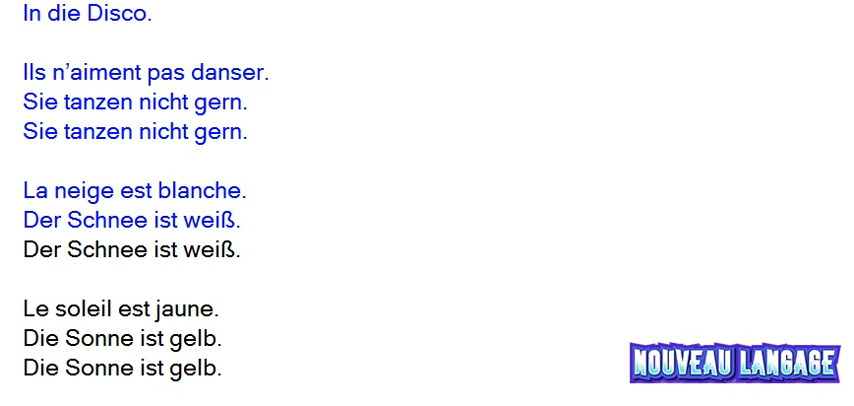 In die Disco.
Ils n’aiment pas danser.
Sie tanzen nicht gern.
Sie tanzen nicht gern.
La neige est blanche.
Der Schnee ist weiß.
Der Schnee ist weiß.
Le soleil est jaune.
Die Sonne ist gelb.
Die Sonne ist gelb.
NOUVEAU LANGAGE